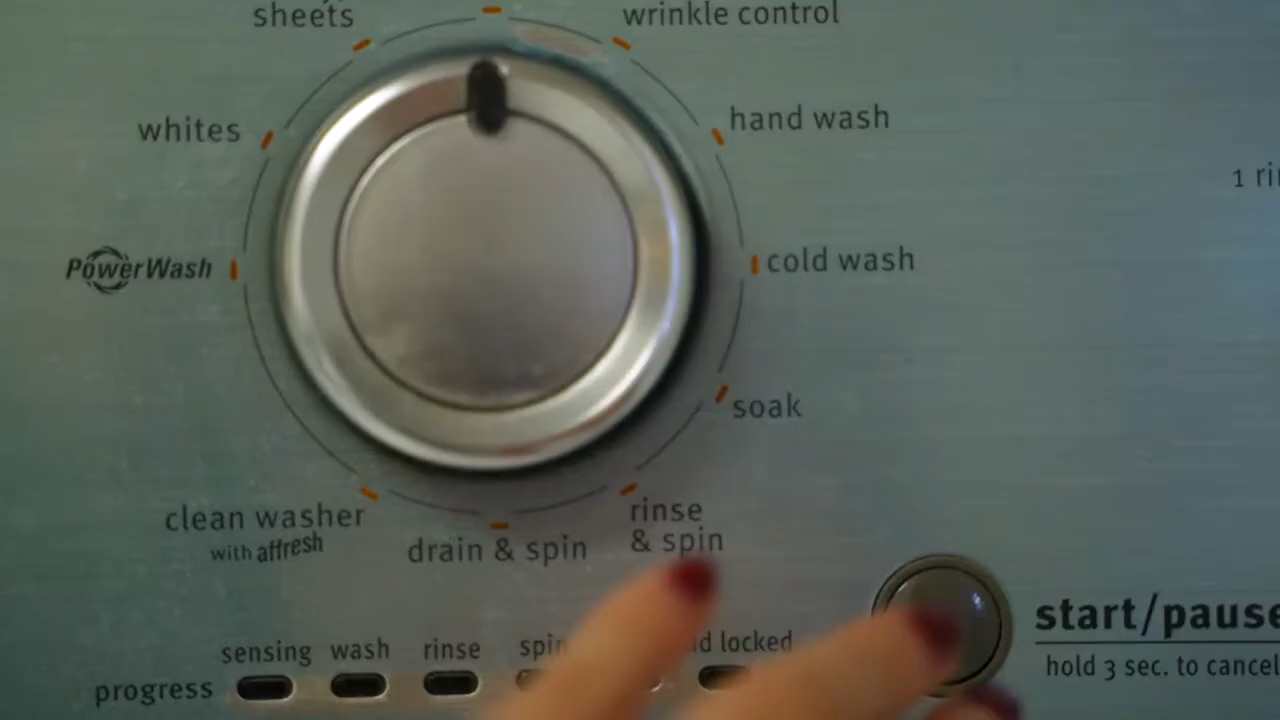 sheets
wrinkle control
whites
hand wash
1
PowerWash
cold wash
soak
clean washer
with affresh
drain & spin
rinse
& spin
start/pause
hold 3 sec. to cancel
sensing
wash
rinse
locked
progress